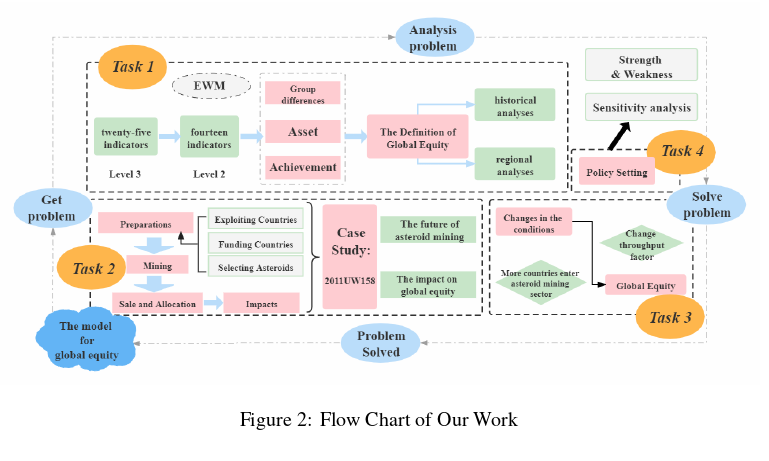 Analysis
problem
Task 1
EWM
Group
differences
Asset
Achievement
twenty-five
indicators
Level 3
fourteen
indicators
Level 2
The Definition of
Global Equity
historical
analyses
regional
analyses
Strength
& Weakness
Sensitivity analysis
Task 4
Policy Setting
Get
problem
Solve
problem
Task 2
Preparations
Mining
Sale and Allocation
Impacts
Exploiting Countries
Funding Countries
Selecting Asteroids
Case
Study:
2011UW158
The future of
asteroid mining
The impact on
global equity
Changes in the
conditions
Change
throughput
factor
More countries enter
asteroid mining
sector
Global Equity
Task 3
The model
for
global equity
Problem
Solved
Figure 2: Flow Chart of Our Work